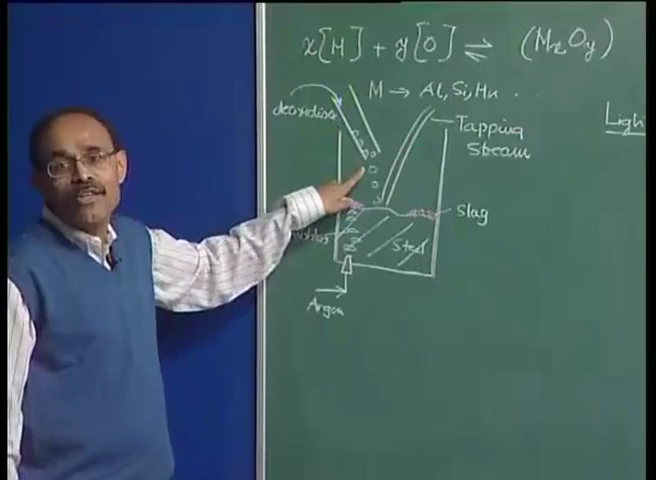 x[M] + y[O] ⇌ (MxOy)
M → Al, Si, Mn ...
deoxidiser
Tapping
Stream
Ligh
Slag
Steel
Argon